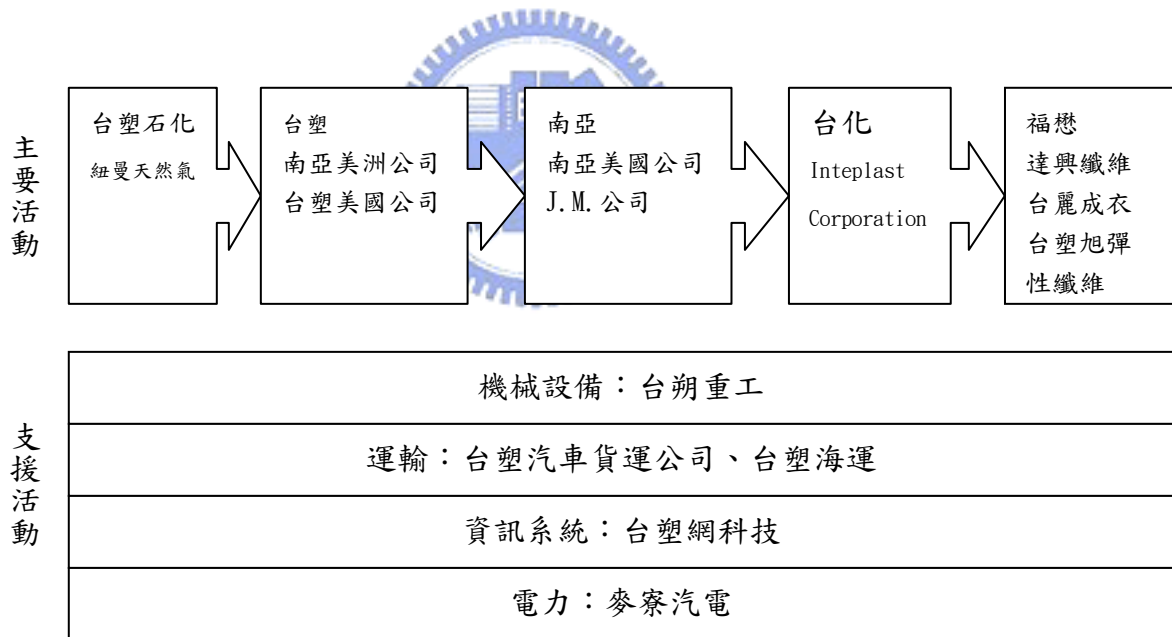 主要活動
台塑石化
紐曼天然氣
台塑
南亞美洲公司
台塑美國公司
南亞
南亞美國公司
J.M.公司
台化
Inteplast
Corporation
福懋
達興纖維
台麗成衣
台塑旭彈
性纖維
支援活動
機械設備：台朔重工
運輸：台塑汽車貨運公司、台塑海運
資訊系統：台塑網科技
電力：麥寮汽電